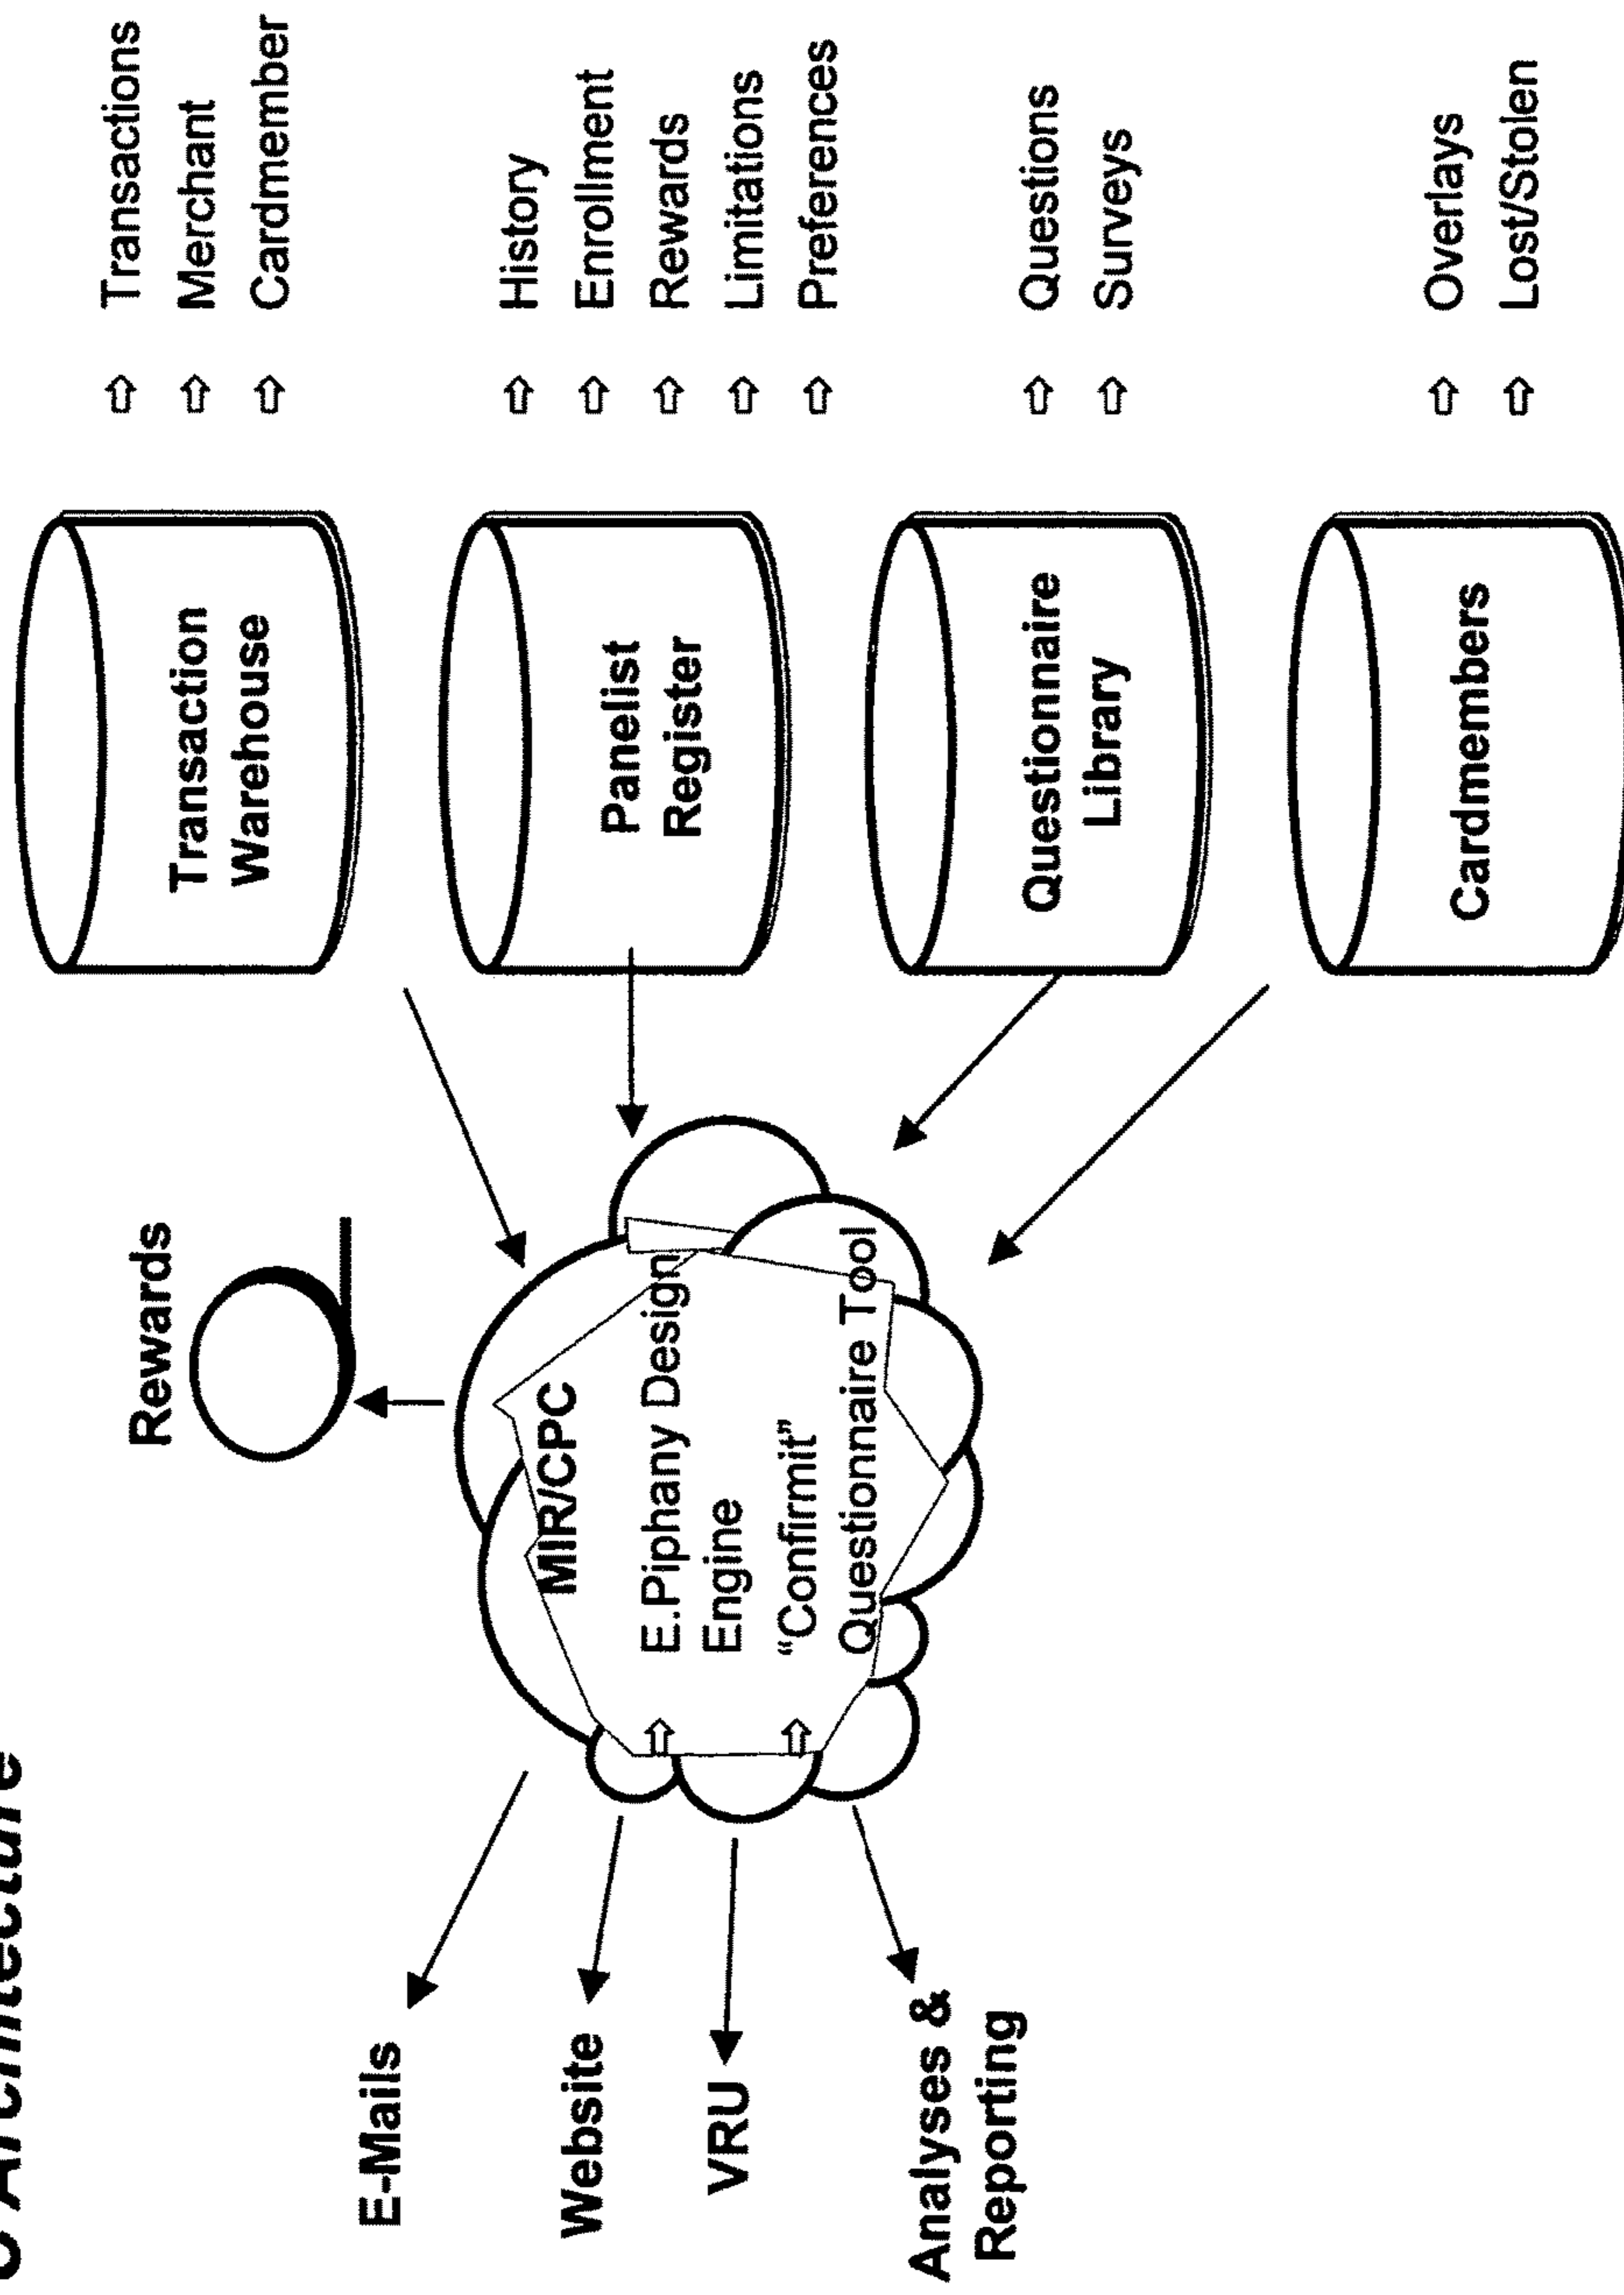 Architecture
E-Mails
Website
VRU
Analyses &
Reporting
Rewards
MIR/CPC
E.Piphany Design
Engine
“Confirmit”
Questionnaire Tool
Transaction
Warehouse
Panelist
Register
Questionnaire
Library
Cardmembers
Transactions
Merchant
Cardmember
History
Enrollment
Rewards
Limitations
Preferences
Questions
Surveys
Overlays
Lost/Stolen